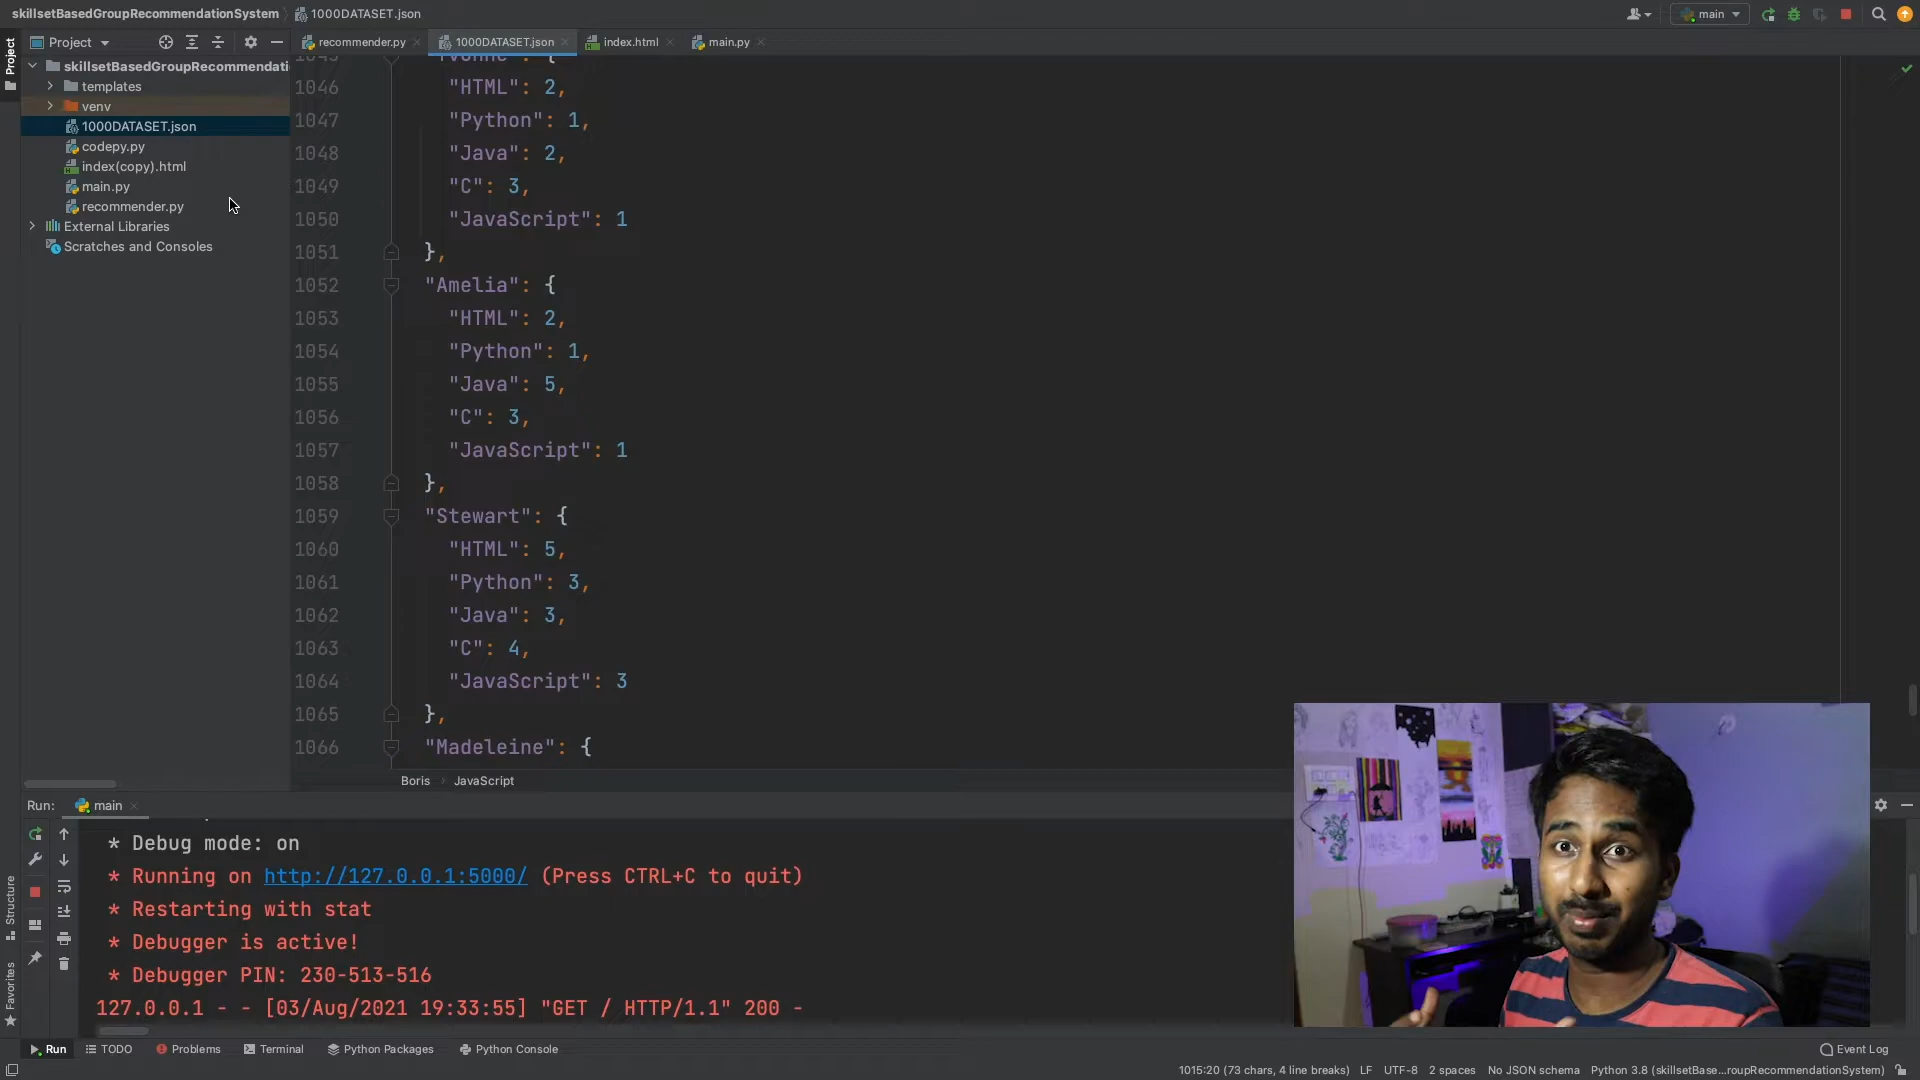 skillsetBasedGroupRecommendationSystem 1000DATASET.json
main
Project
Project
recommender.py
1000DATASET.json
index.html
main.py
skillsetBasedGroupRecommendati
templates
venv
1000DATASET.json
codepy.py
index(copy).html
main.py
recommender.py
External Libraries
Scratches and Consoles
1046 "HTML": 2,
1047 "Python": 1,
1048 "Java": 2,
1049 "C": 3,
1050 "JavaScript": 1
1051 },
1052 "Amelia": {
1053 "HTML": 2,
1054 "Python": 1,
1055 "Java": 5,
1056 "C": 3,
1057 "JavaScript": 1
1058 },
1059 "Stewart": {
1060 "HTML": 5,
1061 "Python": 3,
1062 "Java": 3,
1063 "C": 4,
1064 "JavaScript": 3
1065 },
1066 "Madeleine": {
Boris JavaScript
Run: main
* Debug mode: on
* Running on http://127.0.0.1:5000/ (Press CTRL+C to quit)
* Restarting with stat
* Debugger is active!
* Debugger PIN: 230-513-516
127.0.0.1 - - [03/Aug/2021 19:33:55] "GET / HTTP/1.1" 200 -
Structure
Favorites
Run
TODO
Problems
Terminal
Python Packages
Python Console
Event Log
1015:20 (73 chars, 4 line breaks) LF UTF-8 2 spaces No JSON schema Python 3.8 (skillsetBase...roupRecommendationSystem)